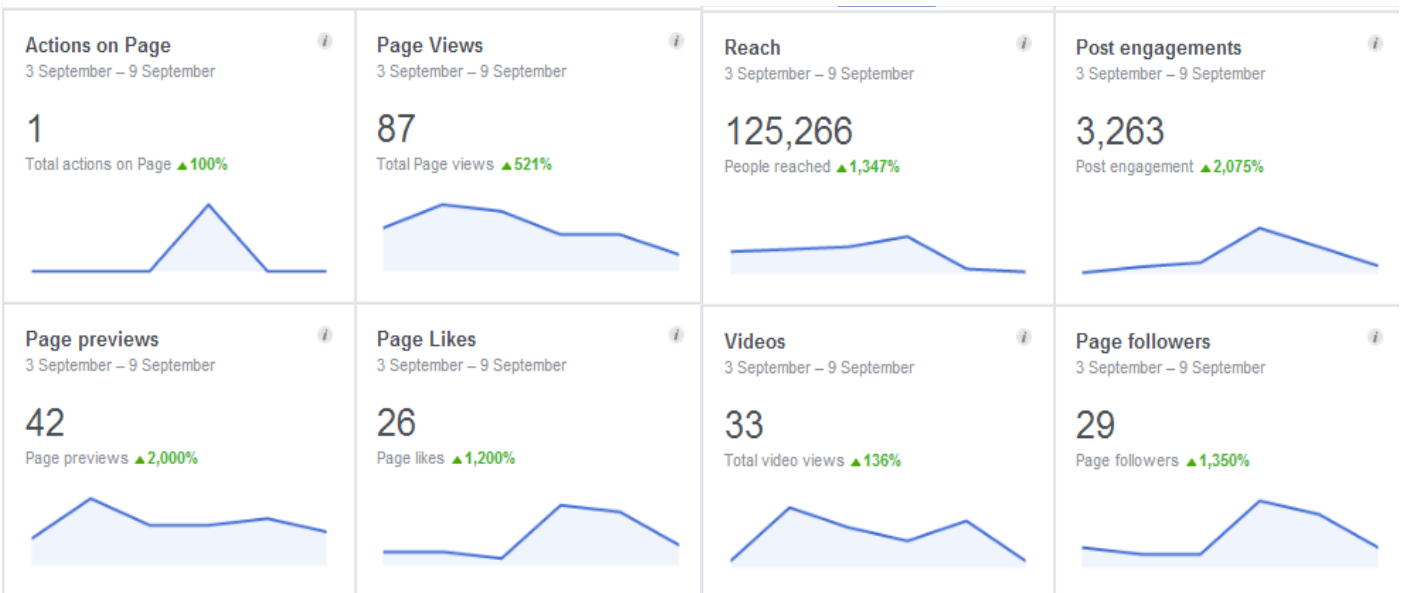 Actions on Page
3 September – 9 September
1
Total actions on Page ▲100%
Page Views
3 September – 9 September
87
Total Page views ▲521%
Reach
3 September – 9 September
125,266
People reached ▲1,347%
Post engagements
3 September – 9 September
3,263
Post engagement ▲2,075%
Page previews
3 September – 9 September
42
Page previews ▲2,000%
Page Likes
3 September – 9 September
26
Page likes ▲1,200%
Videos
3 September – 9 September
33
Total video views ▲136%
Page followers
3 September – 9 September
29
Page followers ▲1,350%